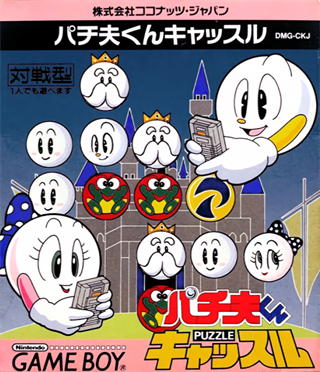 株式会社ココナッツ・ジャパン
パチ夫くんキャッスル DMG-CKJ
対戦型
1人でも遊べます
パチ夫くん
PUZZLE
キャッスル
Nintendo
GAME BOY®